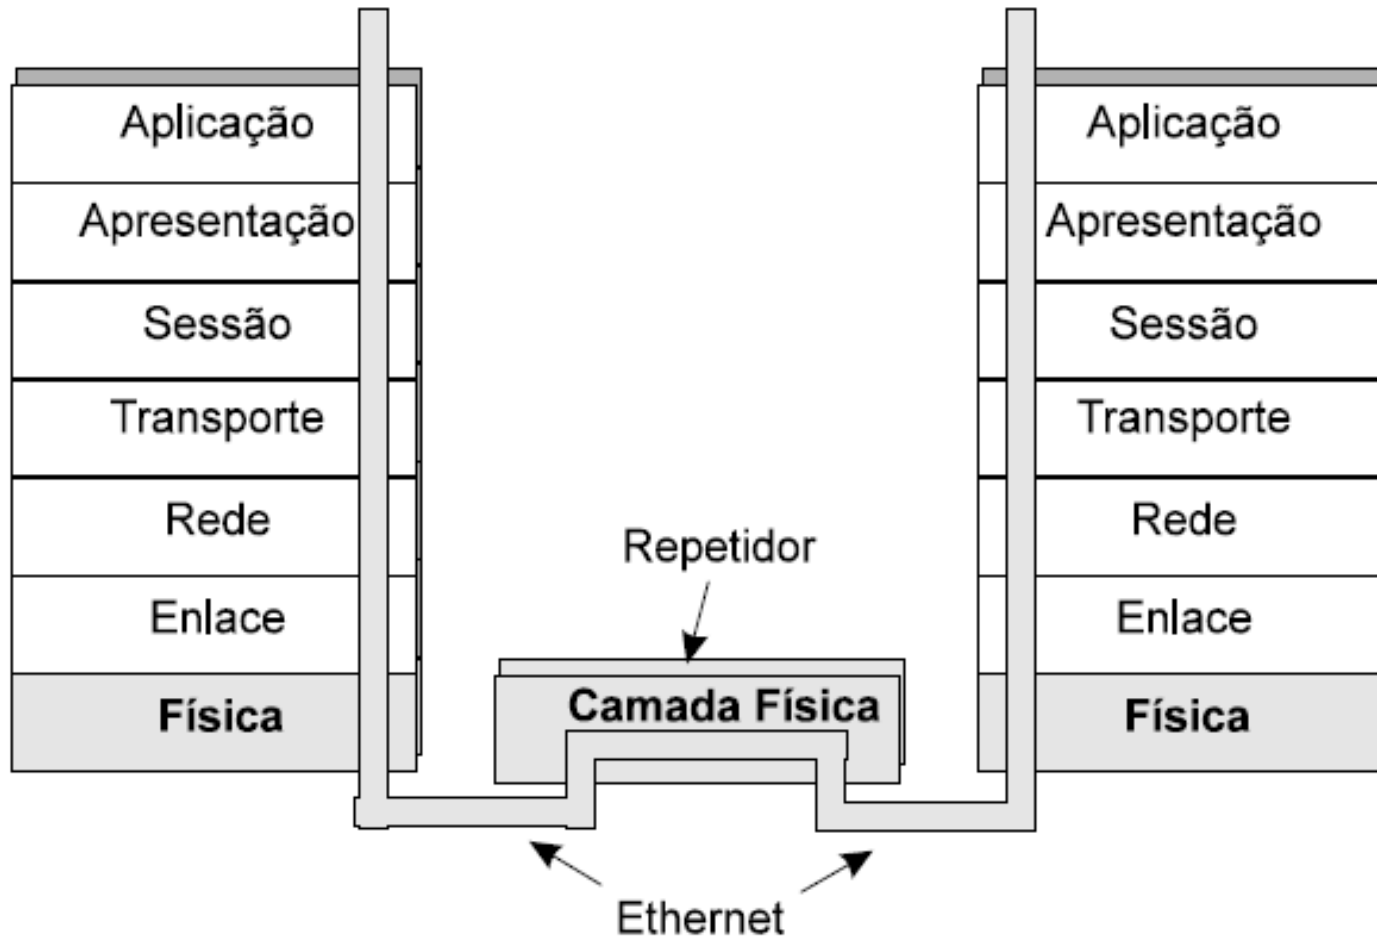 Aplicação
Apresentação
Sessão
Transporte
Rede
Enlace
Física
Repetidor
Camada Física
Ethernet
Aplicação
Apresentação
Sessão
Transporte
Rede
Enlace
Física